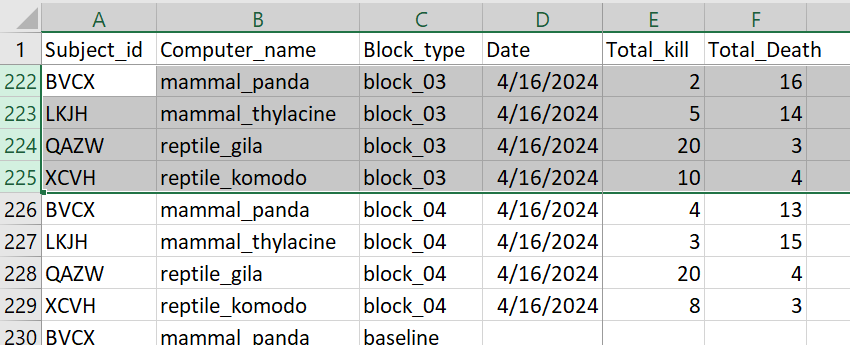 A B C D E F
1 Subject_id Computer_name Block_type Date Total_kill Total_Death
222 BVCX mammal_panda block_03 4/16/2024 2 16
223 LKJH mammal_thylacine block_03 4/16/2024 5 14
224 QAZW reptile_gila block_03 4/16/2024 20 3
225 XCVH reptile_komodo block_03 4/16/2024 10 4
226 BVCX mammal_panda block_04 4/16/2024 4 13
227 LKJH mammal_thylacine block_04 4/16/2024 3 15
228 QAZW reptile_gila block_04 4/16/2024 20 4
229 XCVH reptile_komodo block_04 4/16/2024 8 3
230 BVCX mammal_panda baseline